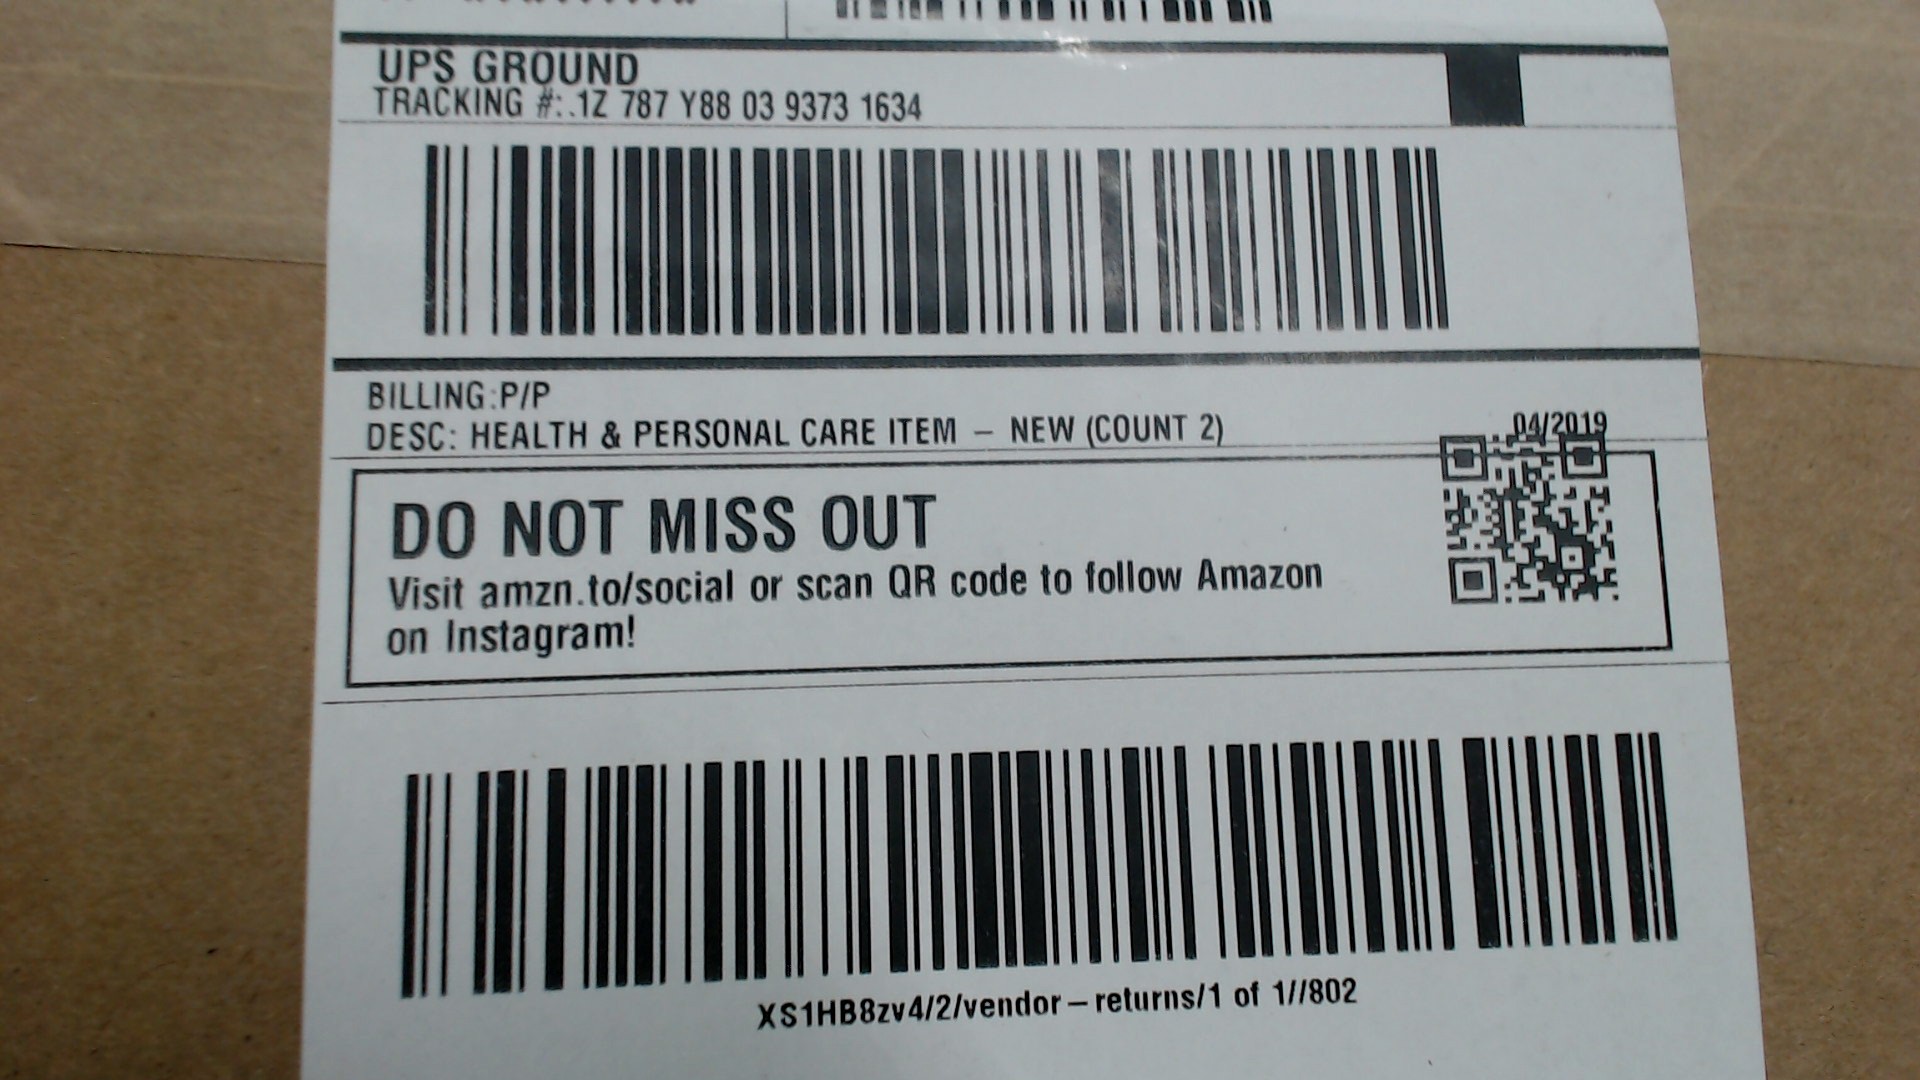 UPS GROUND
TRACKING #:.1Z 787 Y88 03 9373 1634
BILLING:P/P
DESC: HEALTH & PERSONAL CARE ITEM – NEW (COUNT 2)
04/2019
DO NOT MISS OUT
Visit amzn.to/social or scan QR code to follow Amazon
on Instagram!
XS1HB8zv4/2/vendor–returns/1 of 1//802